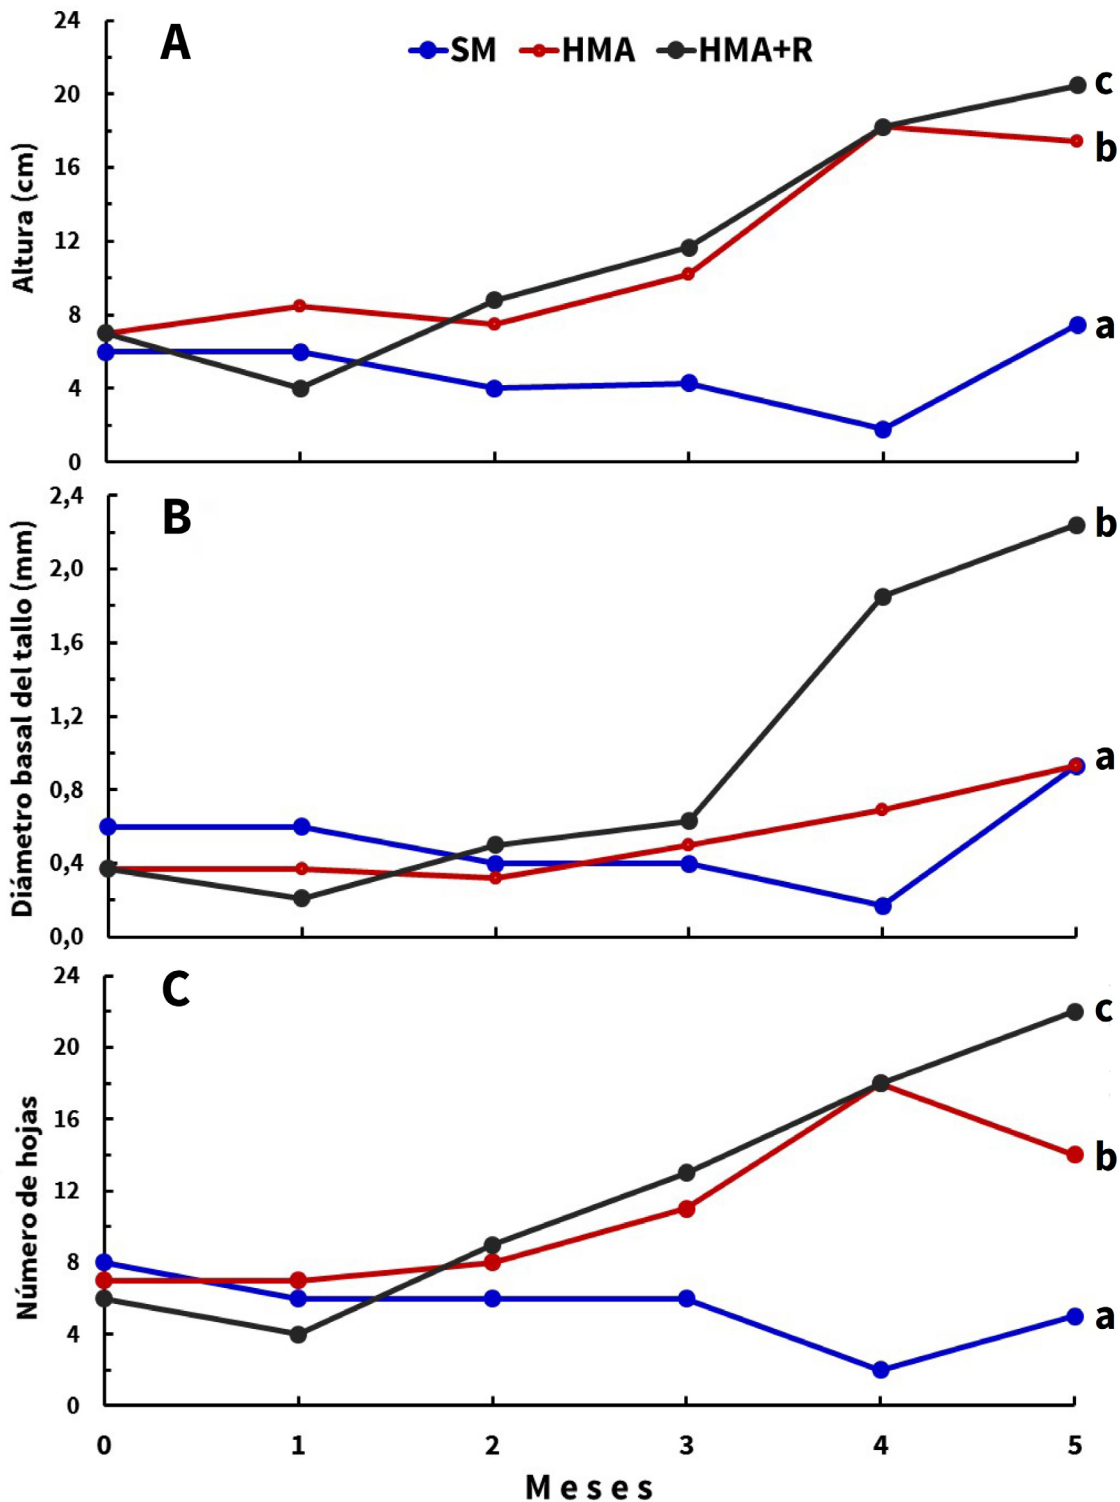 A
SM HMA HMA+R
Altura (cm)
24
20
16
12
8
4
0
c
b
a
B
Diámetro basal del tallo (mm)
2,4
2,0
1,6
1,2
0,8
0,4
0,0
b
a
C
Número de hojas
24
20
16
12
8
4
0
c
b
a
0 1 2 3 4 5
Meses